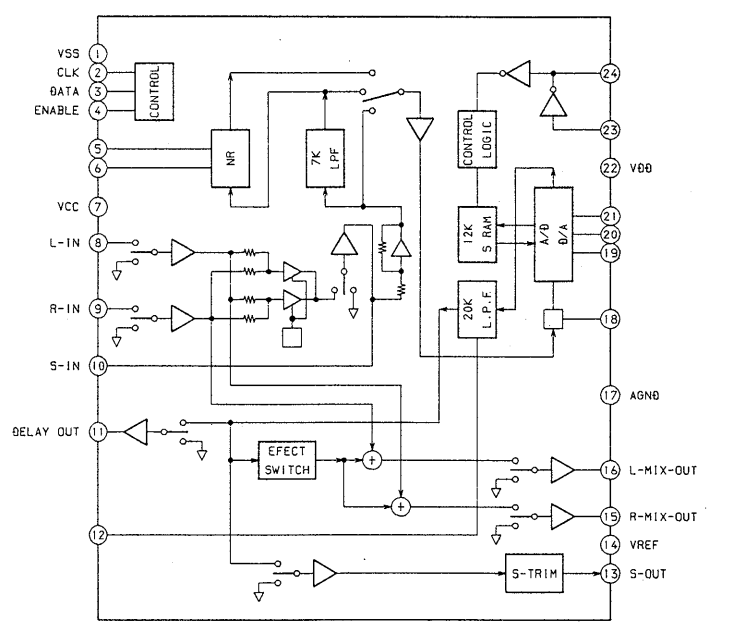 VSS 1
CLK 2
DATA 3
ENABLE 4
CONTROL
5
6
NR
7K
LPF
VCC 7
L-IN 8
R-IN 9
S-IN 10
DELAY OUT 11
12
EFECT
SWITCH
+
+
CONTROL
LOGIC
12K
S RAM
A/D
D/A
20K
L.P.F.
S-TRIM
24
23
22 VDD
21
20
19
18
17 AGND
16 L-MIX-OUT
15 R-MIX-OUT
14 VREF
13 S-OUT